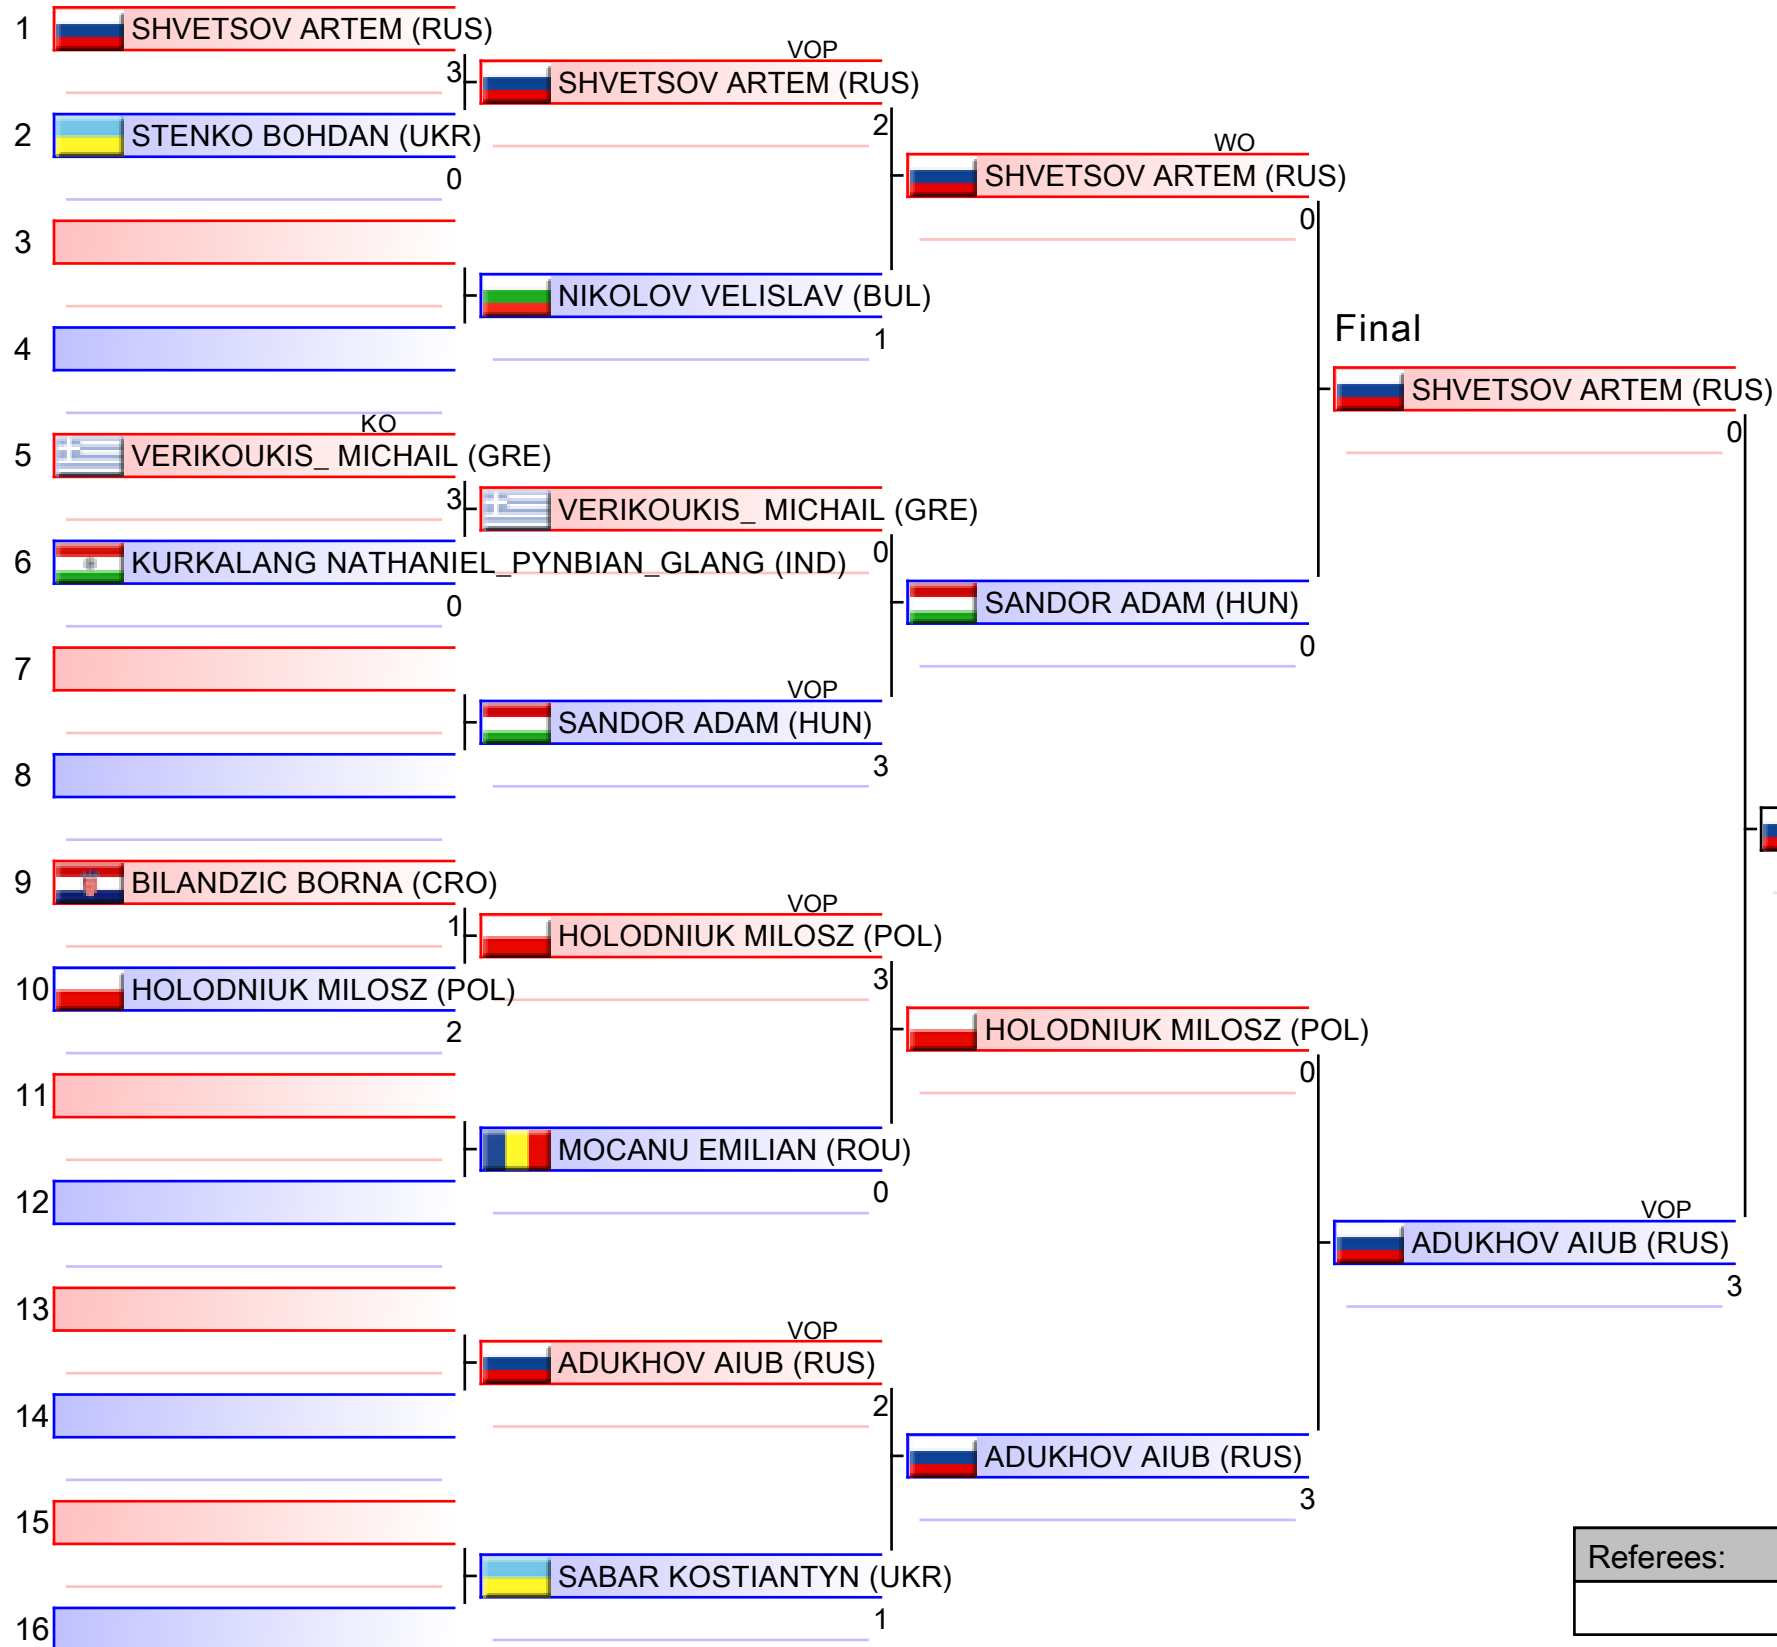 1 SHVETSOV ARTEM (RUS)
3
VOP
SHVETSOV ARTEM (RUS)
2
2 STENKO BOHDAN (UKR)
0
WO
SHVETSOV ARTEM (RUS)
0
3
NIKOLOV VELISLAV (BUL)
1
4
Final
SHVETSOV ARTEM (RUS)
0
KO
5 VERIKOUKIS_ MICHAIL (GRE)
3
VERIKOUKIS_ MICHAIL (GRE)
0
6 KURKALANG NATHANIEL_PYNBIAN_GLANG (IND)
0
SANDOR ADAM (HUN)
0
7
VOP
SANDOR ADAM (HUN)
3
8
9 BILANDZIC BORNA (CRO)
1
VOP
HOLODNIUK MILOSZ (POL)
3
10 HOLODNIUK MILOSZ (POL)
2
HOLODNIUK MILOSZ (POL)
0
11
MOCANU EMILIAN (ROU)
0
12
VOP
ADUKHOV AIUB (RUS)
3
13
VOP
ADUKHOV AIUB (RUS)
2
14
ADUKHOV AIUB (RUS)
3
15
SABAR KOSTIANTYN (UKR)
1
16
Referees: